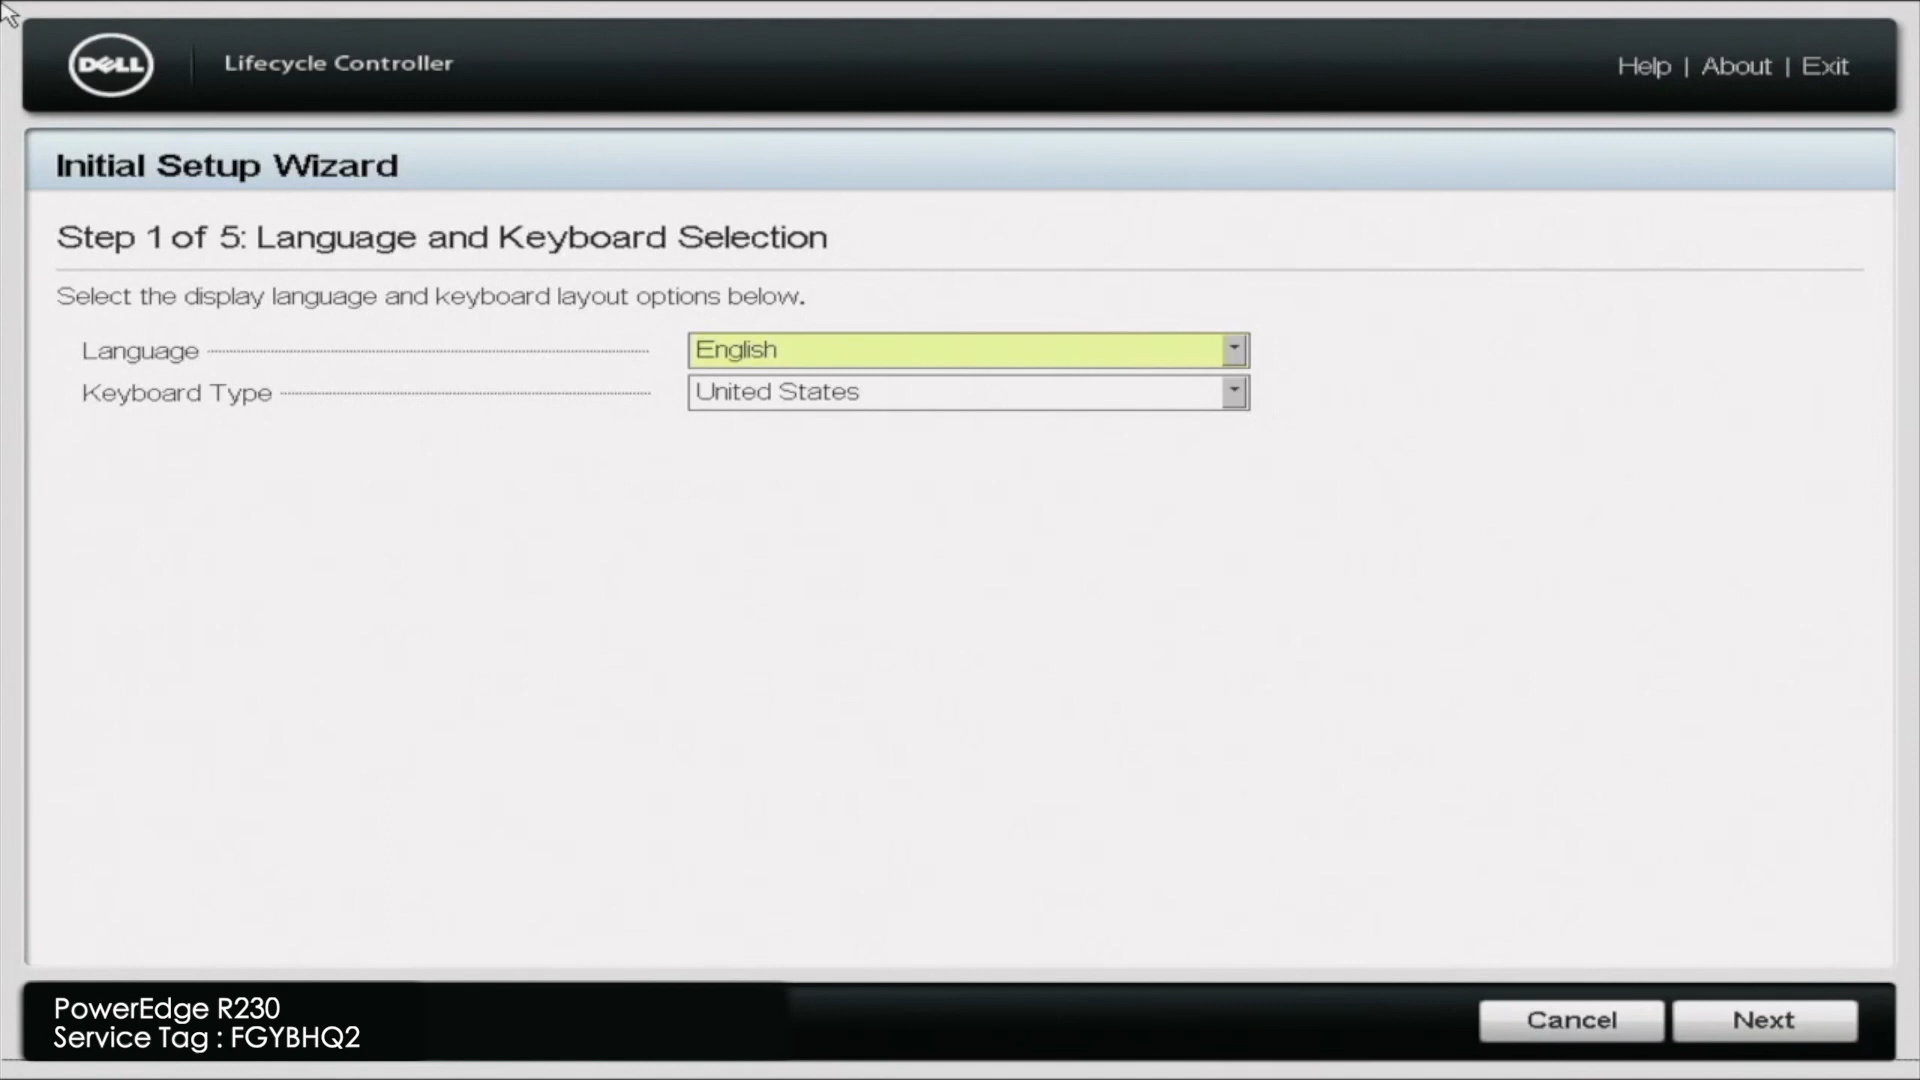 DELL
Lifecycle Controller
Help | About | Exit
Initial Setup Wizard
Step 1 of 5: Language and Keyboard Selection
Select the display language and keyboard layout options below.
Language English
Keyboard Type United States
PowerEdge R230
Service Tag : FGYBHQ2
Cancel Next